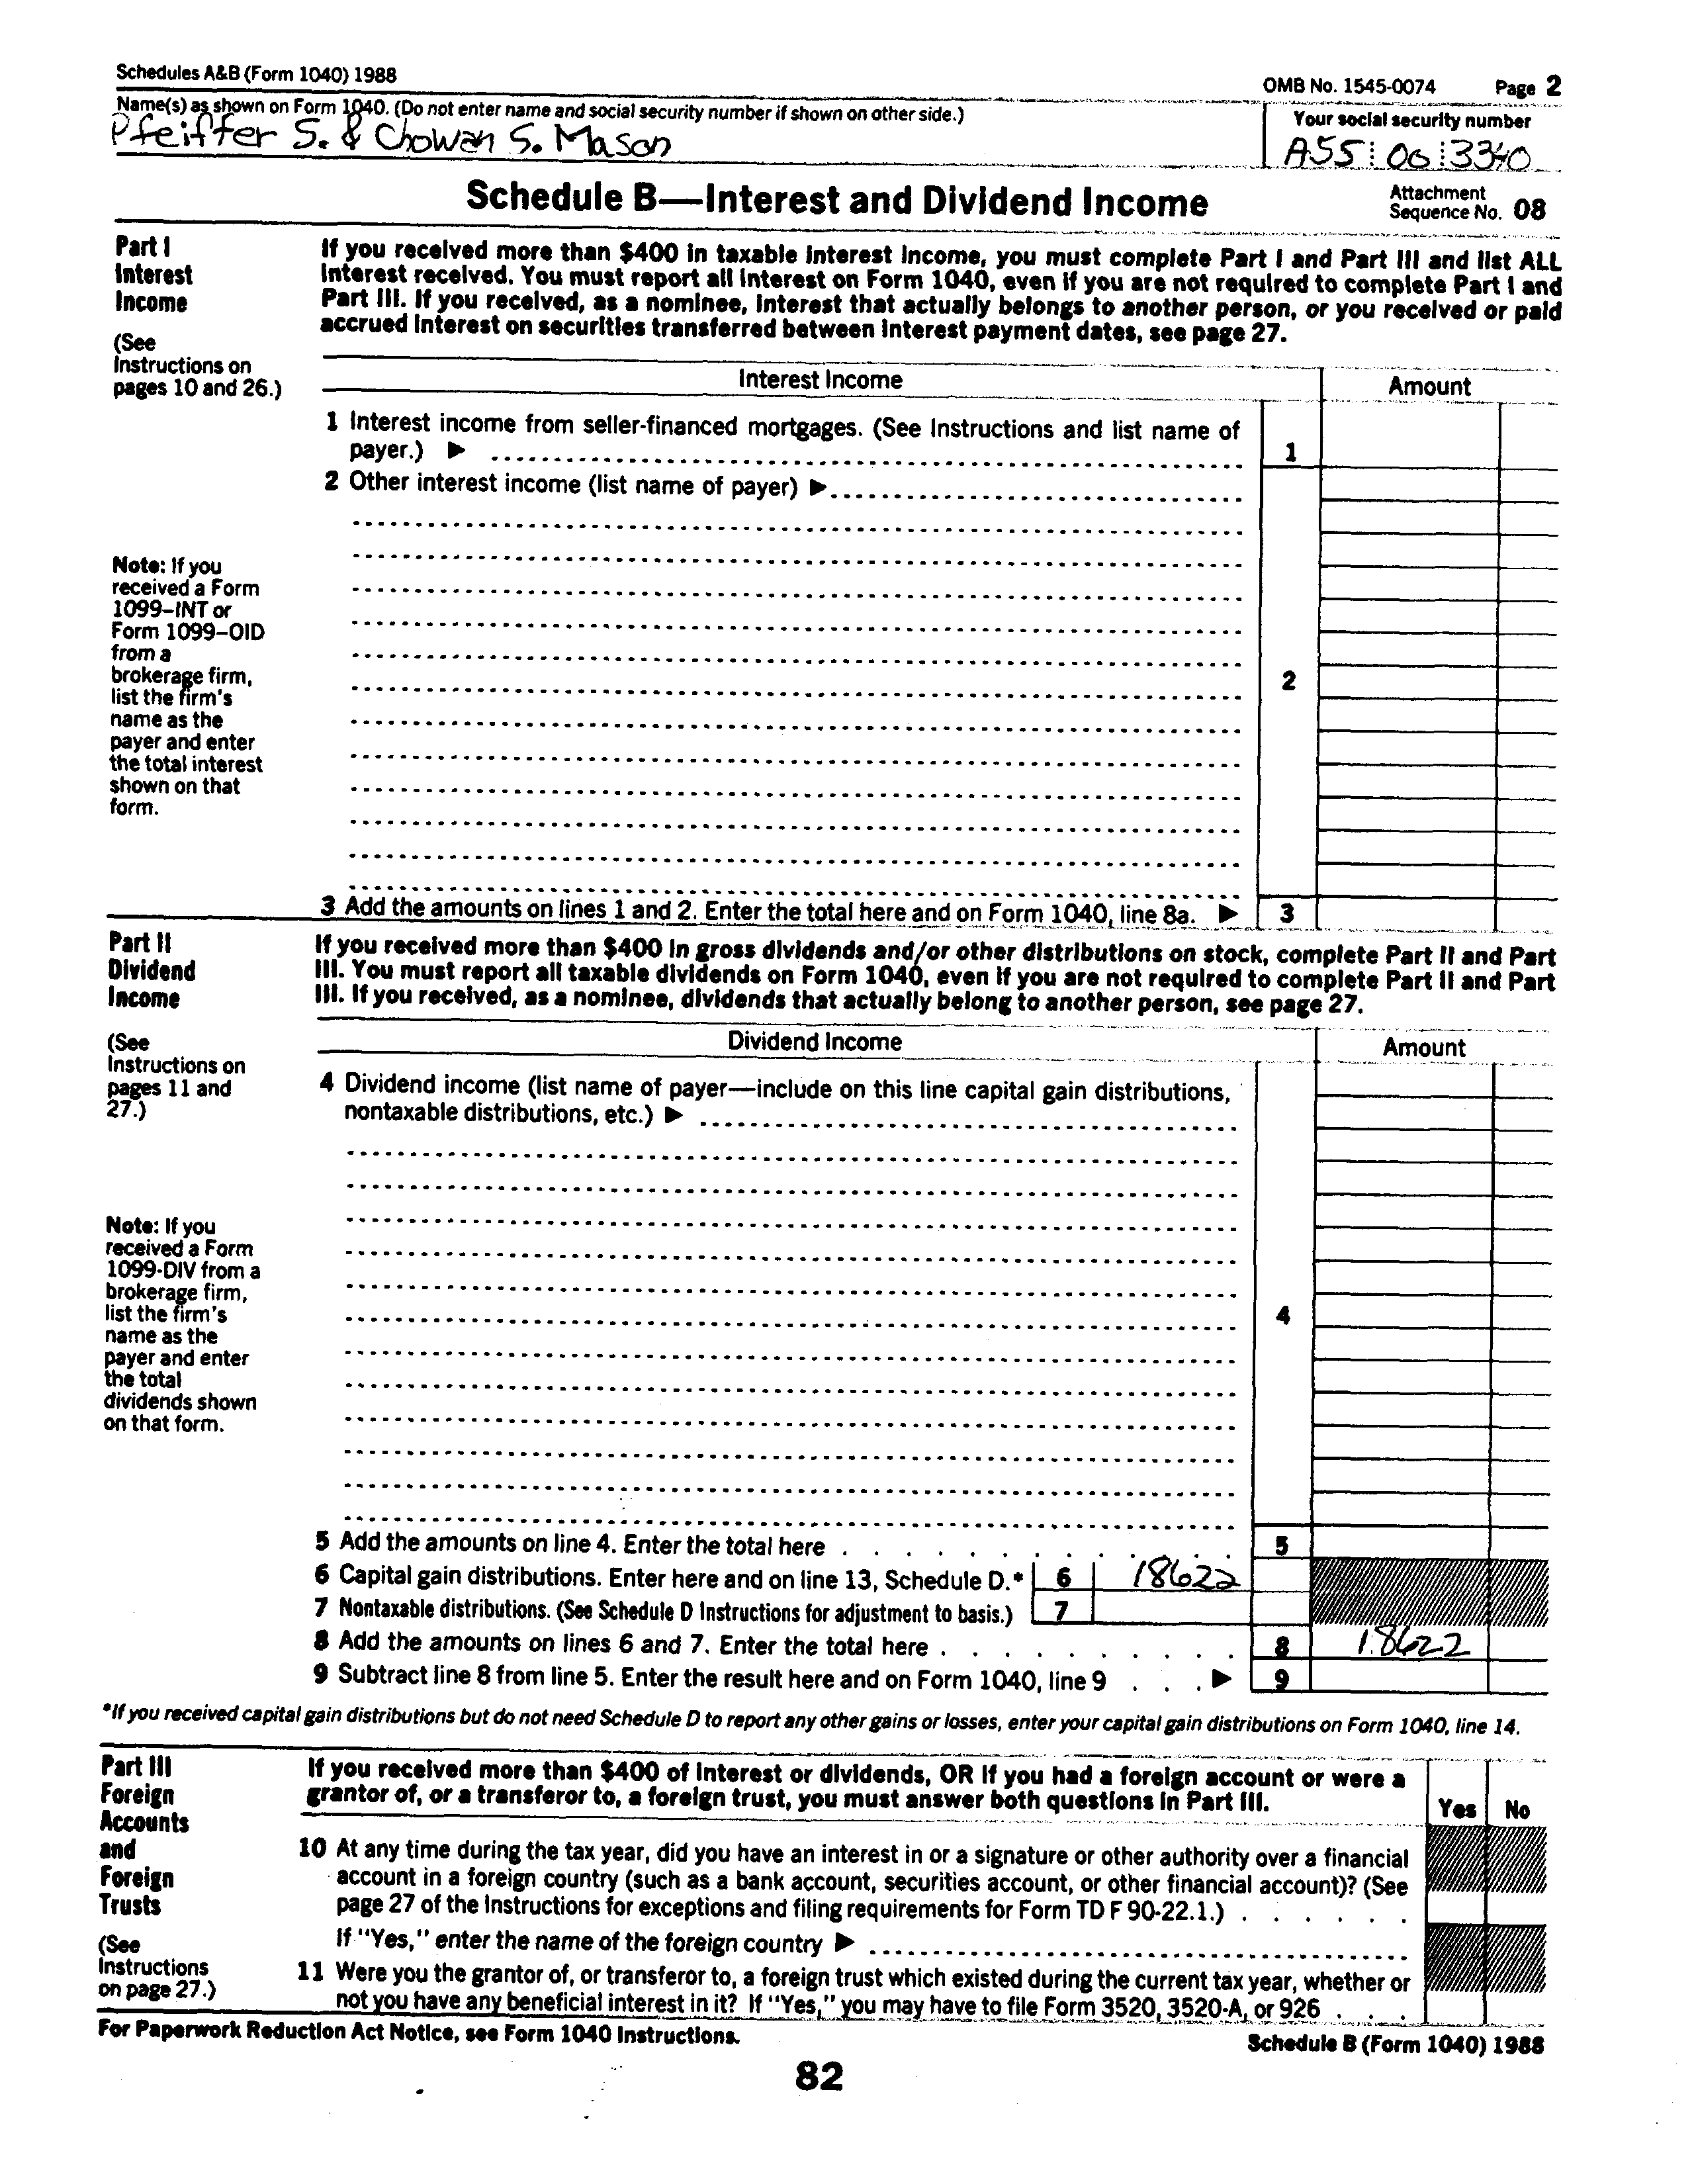 Schedules A&B (Form 1040) 1988
OMB No. 1545-0074 Page 2
Name(s) as shown on Form 1040. (Do not enter name and social security number if shown on other side.)
Pfeiffer S. & Chowan S. Mason
Your social security number
A55 00 3340
Schedule B—Interest and Dividend Income
Attachment
Sequence No. 08
Part I
Interest
Income
(See
Instructions on
pages 10 and 26.)
If you received more than $400 in taxable interest income, you must complete Part I and Part III and list ALL
interest received. You must report all interest on Form 1040, even if you are not required to complete Part I and
Part III. If you received, as a nominee, interest that actually belongs to another person, or you received or paid
accrued interest on securities transferred between interest payment dates, see page 27.
Interest Income
Amount
1 Interest income from seller-financed mortgages. (See Instructions and list name of
payer.) ▶
1
2 Other interest income (list name of payer) ▶
Note: If you
received a Form
1099–INT or
Form 1099–OID
from a
brokerage firm,
list the firm's
name as the
payer and enter
the total interest
shown on that
form.
2
3 Add the amounts on lines 1 and 2. Enter the total here and on Form 1040, line 8a. ▶ 3
Part II
Dividend
Income
(See
Instructions on
pages 11 and
27.)
If you received more than $400 in gross dividends and/or other distributions on stock, complete Part II and Part
III. You must report all taxable dividends on Form 1040, even if you are not required to complete Part II and Part
III. If you received, as a nominee, dividends that actually belong to another person, see page 27.
Dividend Income
Amount
4 Dividend income (list name of payer—include on this line capital gain distributions,
nontaxable distributions, etc.) ▶
Note: If you
received a Form
1099-DIV from a
brokerage firm,
list the firm's
name as the
payer and enter
the total
dividends shown
on that form.
4
5 Add the amounts on line 4. Enter the total here . . . . . . . . . . . . 5
6 Capital gain distributions. Enter here and on line 13, Schedule D.* 6 18622
7 Nontaxable distributions. (See Schedule D Instructions for adjustment to basis.) 7
8 Add the amounts on lines 6 and 7. Enter the total here . . . . . . . . . 8 18622
9 Subtract line 8 from line 5. Enter the result here and on Form 1040, line 9 . . . ▶ 9
*If you received capital gain distributions but do not need Schedule D to report any other gains or losses, enter your capital gain distributions on Form 1040, line 14.
Part III
Foreign
Accounts
and
Foreign
Trusts
(See
Instructions
on page 27.)
If you received more than $400 of interest or dividends, OR if you had a foreign account or were a
grantor of, or a transferor to, a foreign trust, you must answer both questions in Part III.
Yes No
10 At any time during the tax year, did you have an interest in or a signature or other authority over a financial
account in a foreign country (such as a bank account, securities account, or other financial account)? (See
page 27 of the Instructions for exceptions and filing requirements for Form TD F 90-22.1.) . . . . . .
If "Yes," enter the name of the foreign country ▶
11 Were you the grantor of, or transferor to, a foreign trust which existed during the current tax year, whether or
not you have any beneficial interest in it? If "Yes," you may have to file Form 3520, 3520-A, or 926 . . .
For Paperwork Reduction Act Notice, see Form 1040 Instructions.
Schedule B (Form 1040) 1988
82